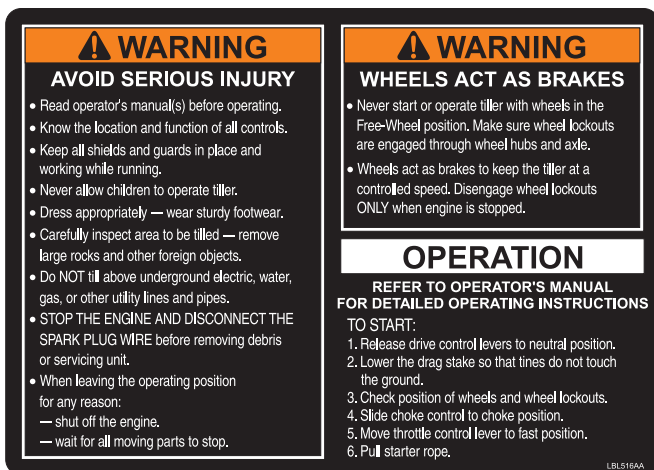 WARNING
AVOID SERIOUS INJURY
• Read operator's manual(s) before operating.
• Know the location and function of all controls.
• Keep all shields and guards in place and
working while running.
• Never allow children to operate tiller.
• Dress appropriately — wear sturdy footwear.
• Carefully inspect area to be tilled — remove
large rocks and other foreign objects.
• Do NOT till above underground electric, water,
gas, or other utility lines and pipes.
• STOP THE ENGINE AND DISCONNECT THE
SPARK PLUG WIRE before removing debris
or servicing unit.
• When leaving the operating position
for any reason:
— shut off the engine.
— wait for all moving parts to stop.
WARNING
WHEELS ACT AS BRAKES
• Never start or operate tiller with wheels in the
Free-Wheel position. Make sure wheel lockouts
are engaged through wheel hubs and axle.
• Wheels act as brakes to keep the tiller at a
controlled speed. Disengage wheel lockouts
ONLY when engine is stopped.
OPERATION
REFER TO OPERATOR'S MANUAL
FOR DETAILED OPERATING INSTRUCTIONS
TO START:
1. Release drive control levers to neutral position.
2. Lower the drag stake so that tines do not touch
the ground.
3. Check position of wheels and wheel lockouts.
4. Slide choke control to choke position.
5. Move throttle control lever to fast position.
6. Pull starter rope.
LBL516AA